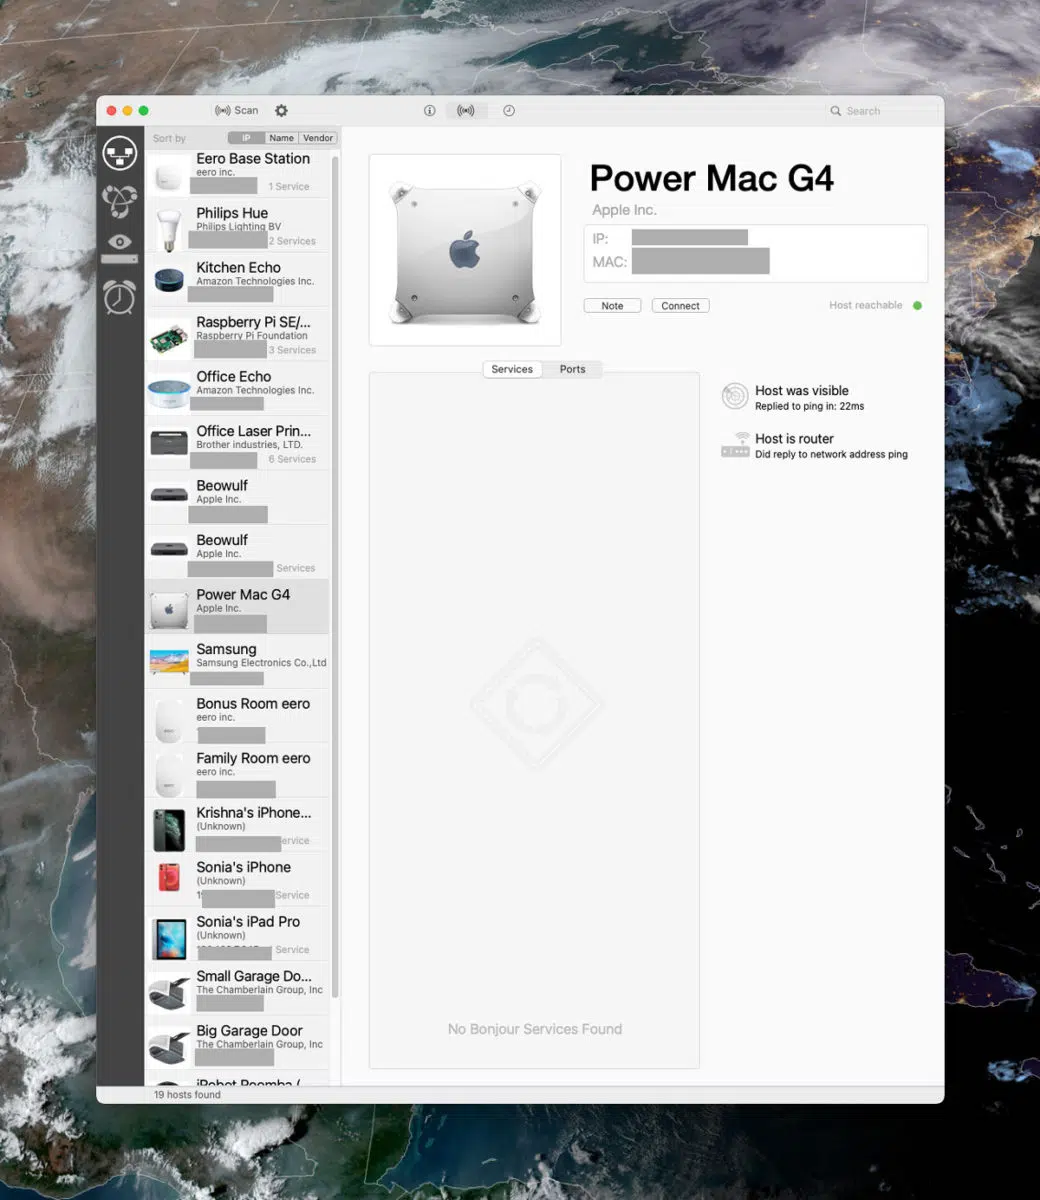 Scan
Search
Sort by
IP
Name
Vendor
Eero Base Station
eero inc.
1 Service
Philips Hue
Philips Lighting BV
2 Services
Kitchen Echo
Amazon Technologies Inc.
Raspberry Pi SE/...
Raspberry Pi Foundation
3 Services
Office Echo
Amazon Technologies Inc.
Office Laser Prin...
Brother industries, LTD.
6 Services
Beowulf
Apple Inc.
Beowulf
Apple Inc.
Services
Power Mac G4
Apple Inc.
Samsung
Samsung Electronics Co.,Ltd
Bonus Room eero
eero inc.
Family Room eero
eero inc.
Krishna's iPhone...
(Unknown)
ervice
Sonia's iPhone
(Unknown)
Service
Sonia's iPad Pro
(Unknown)
Service
Small Garage Do...
The Chamberlain Group, Inc
Big Garage Door
The Chamberlain Group, Inc
iRobot Roomba (
19 hosts found
Power Mac G4
Apple Inc.
IP:
MAC:
Note
Connect
Host reachable
Services
Ports
No Bonjour Services Found
Host was visible
Replied to ping in: 22ms
Host is router
Did reply to network address ping